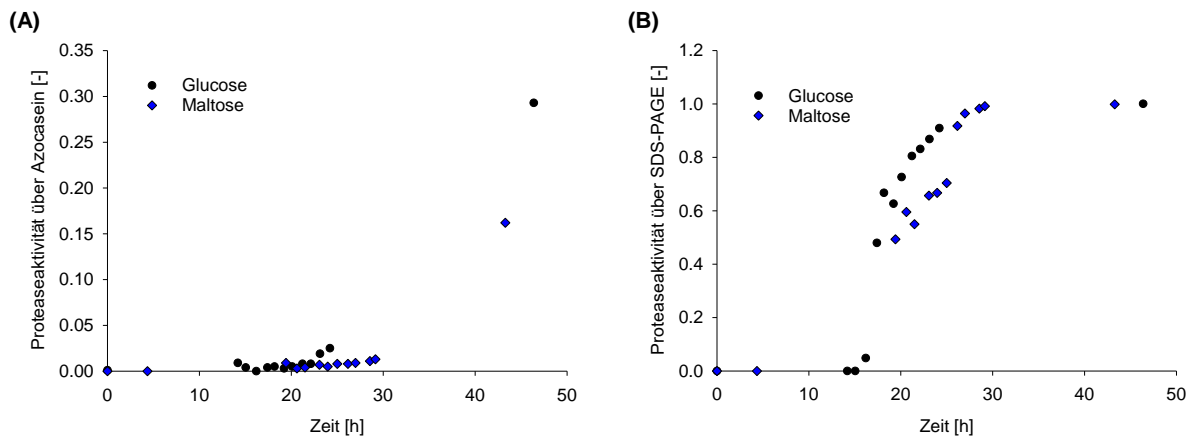 (A)
Proteaseaktivität über Azocasein [-]
0.35
0.30
0.25
0.20
0.15
0.10
0.05
0.00
Glucose
Maltose
0
10
20
30
40
50
Zeit [h]
(B)
Proteaseaktivität über SDS-PAGE [-]
1.2
1.0
0.8
0.6
0.4
0.2
0.0
Glucose
Maltose
0
10
20
30
40
50
Zeit [h]